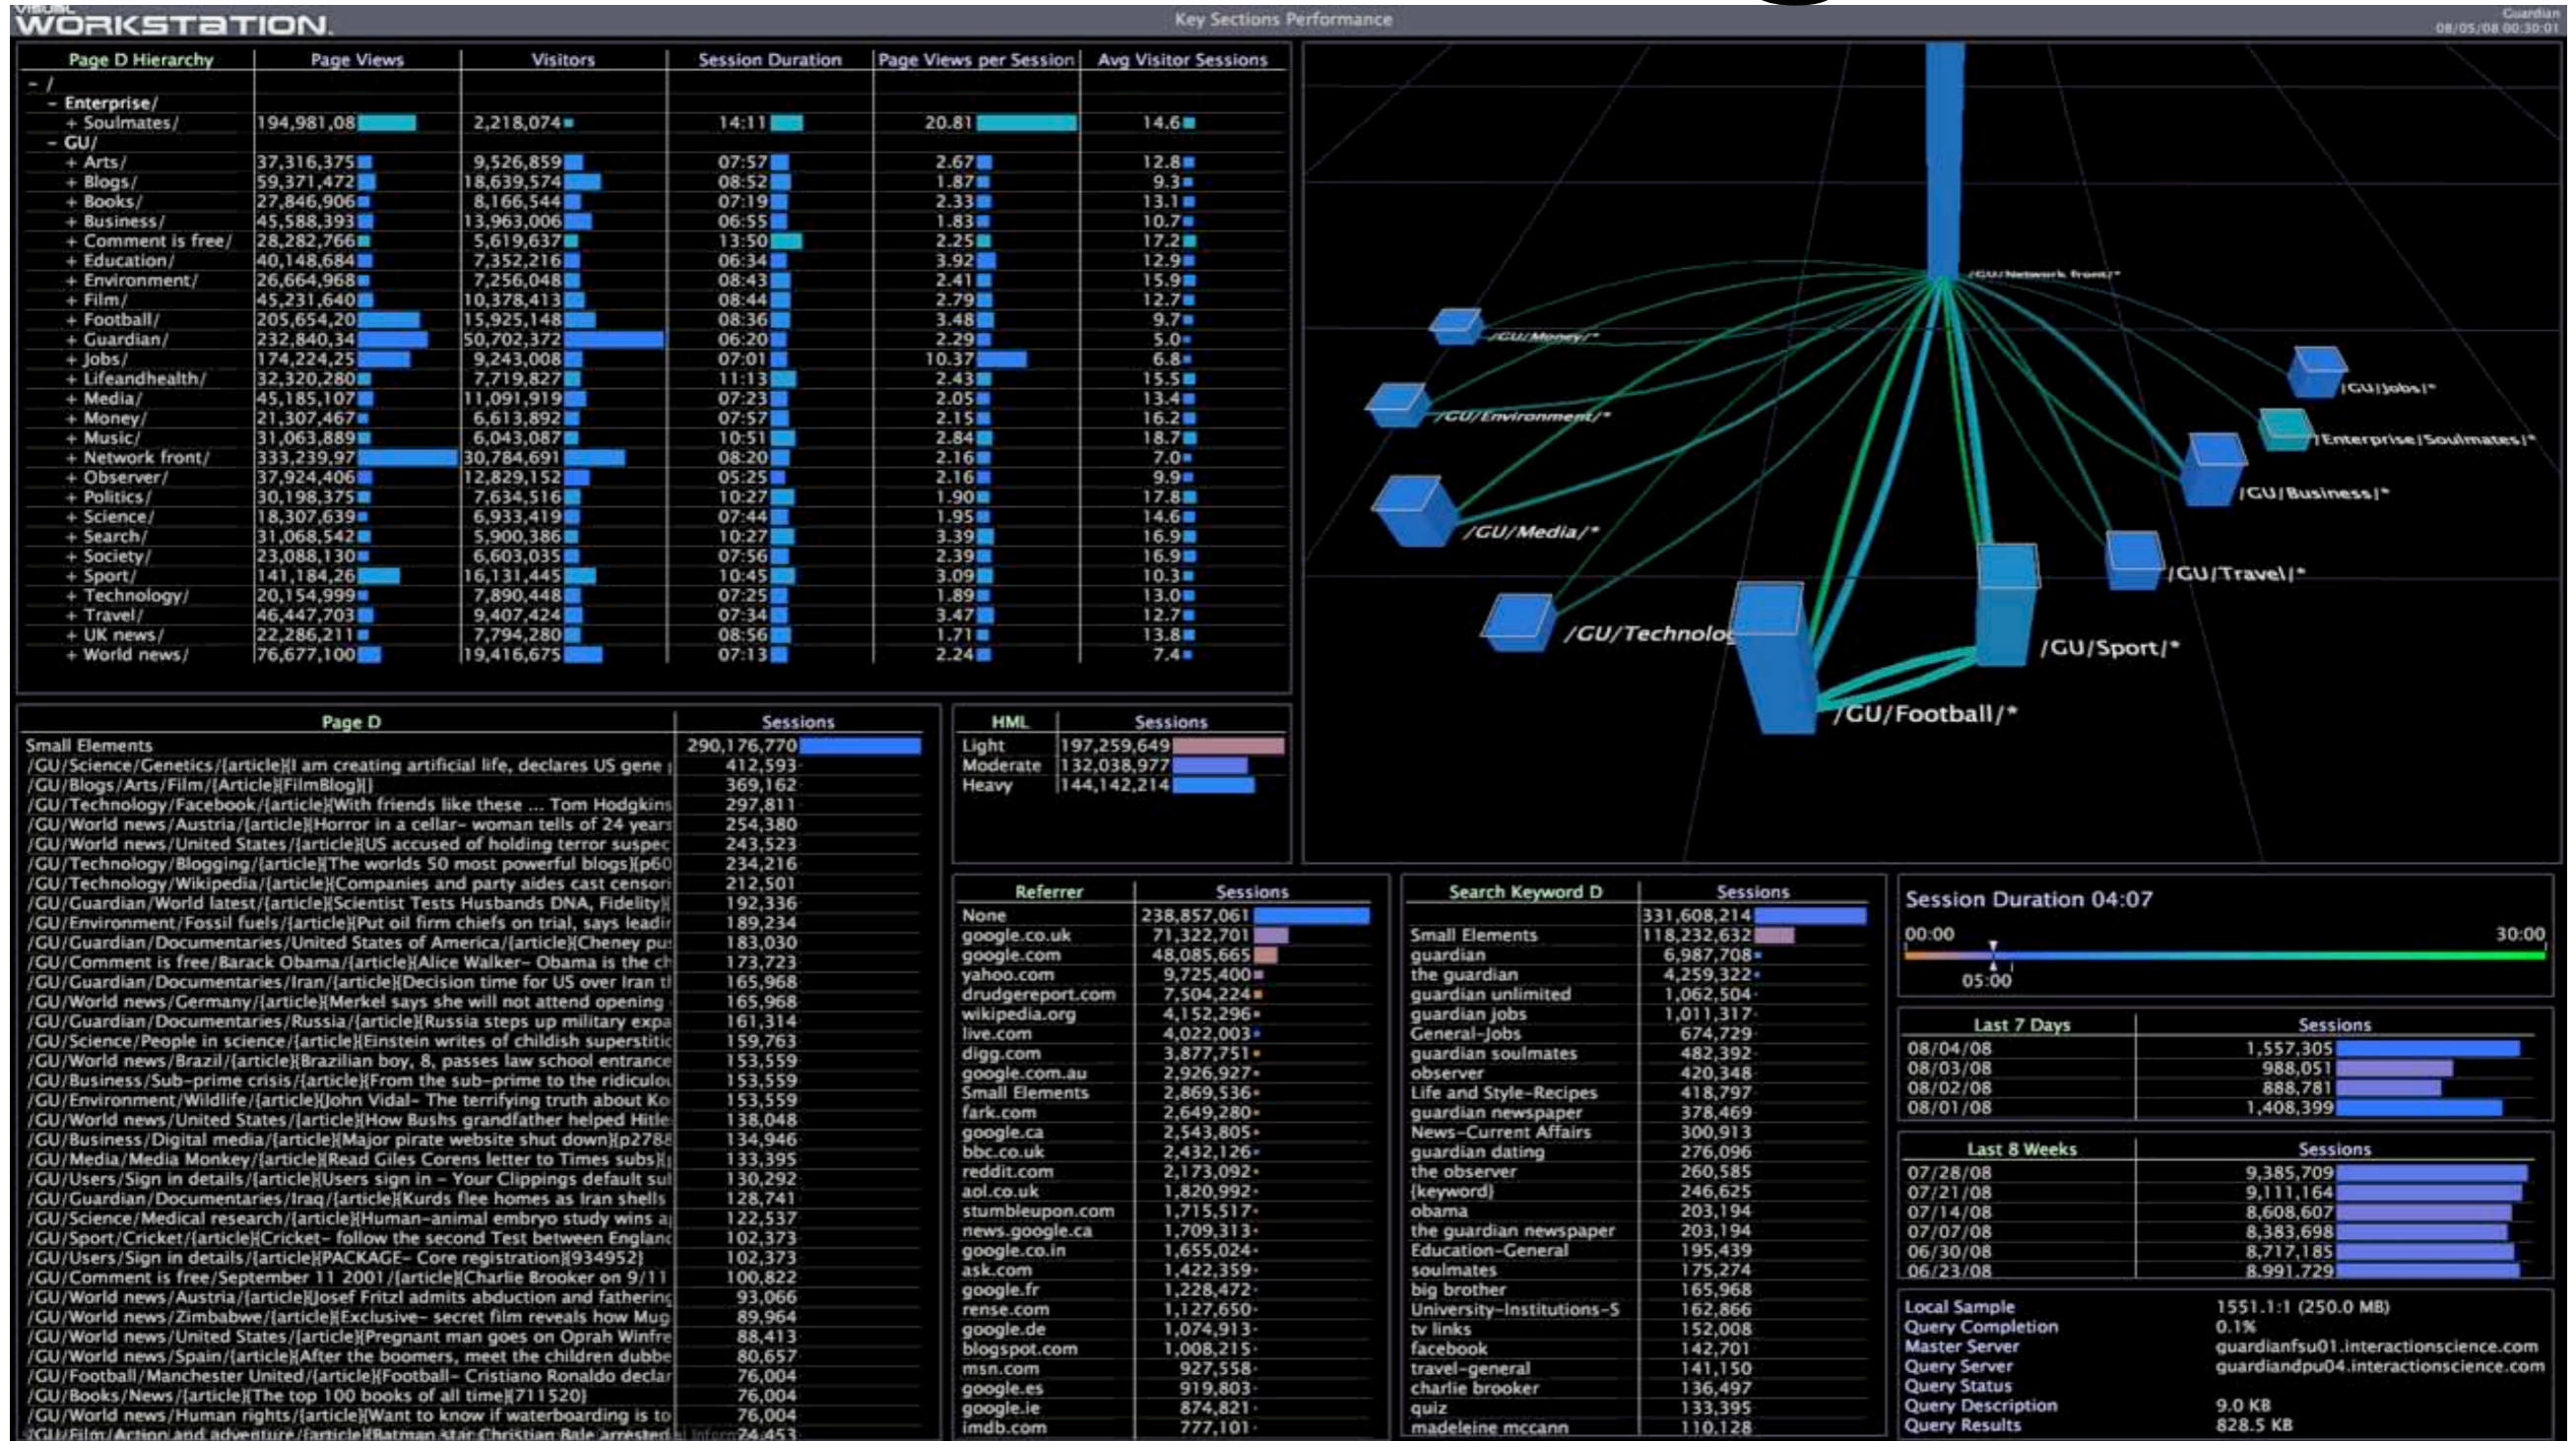 VISUAL
WORKSTATION.
Key Sections Performance
Guardian
08/05/08 00:30:01
Page D Hierarchy Page Views Visitors Session Duration Page Views per Session Avg Visitor Sessions
- /
- Enterprise/
+ Soulmates/ 194,981,08 2,218,074 14:11 20.81 14.6
- GU/
+ Arts/ 37,316,375 9,526,859 07:57 2.67 12.8
+ Blogs/ 59,371,472 18,639,574 08:52 1.87 9.3
+ Books/ 27,846,906 8,166,544 07:19 2.33 13.1
+ Business/ 45,588,393 13,963,006 06:55 1.83 10.7
+ Comment is free/ 28,282,766 5,619,637 13:50 2.25 17.2
+ Education/ 40,148,684 7,352,216 06:34 3.92 12.9
+ Environment/ 26,664,968 7,256,048 08:43 2.41 15.9
+ Film/ 45,231,640 10,378,413 08:44 2.79 12.7
+ Football/ 205,654,20 15,925,148 08:36 3.48 9.7
+ Guardian/ 232,840,34 50,702,372 06:20 2.29 5.0
+ Jobs/ 174,224,25 9,243,008 07:01 10.37 6.8
+ Lifeandhealth/ 32,320,280 7,719,827 11:13 2.43 15.5
+ Media/ 45,185,107 11,091,919 07:23 2.05 13.4
+ Money/ 21,307,467 6,613,892 07:57 2.15 16.2
+ Music/ 31,063,889 6,043,087 10:51 2.84 18.7
+ Network front/ 333,239,97 30,784,691 08:20 2.16 7.0
+ Observer/ 37,924,406 12,829,152 05:25 2.16 9.9
+ Politics/ 30,198,375 7,634,516 10:27 1.90 17.8
+ Science/ 18,307,639 6,933,419 07:44 1.95 14.6
+ Search/ 31,068,542 5,900,386 10:27 3.39 16.9
+ Society/ 23,088,130 6,603,035 07:56 2.39 16.9
+ Sport/ 141,184,26 16,131,445 10:45 3.09 10.3
+ Technology/ 20,154,999 7,890,448 07:25 1.89 13.0
+ Travel/ 46,447,703 9,407,424 07:34 3.47 12.7
+ UK news/ 22,286,211 7,794,280 08:56 1.71 13.8
+ World news/ 76,677,100 19,416,675 07:13 2.24 7.4
/GU/Network front/*
/GU/Money/*
/GU/Jobs/*
/GU/Environment/*
/Enterprise/Soulmates/*
/GU/Business/*
/GU/Media/*
/GU/Travel/*
/GU/Technolog
/GU/Sport/*
/GU/Football/*
Page D Sessions
Small Elements 290,176,770
/GU/Science/Genetics/{article}{I am creating artificial life, declares US gene 412,593
/GU/Blogs/Arts/Film/{Article}{FilmBlog}{} 369,162
/GU/Technology/Facebook/{article}{With friends like these ... Tom Hodgkins 297,811
/GU/World news/Austria/{article}{Horror in a cellar- woman tells of 24 years 254,380
/GU/World news/United States/{article}{US accused of holding terror suspec 243,523
/GU/Technology/Blogging/{article}{The worlds 50 most powerful blogs}{p60 234,216
/GU/Technology/Wikipedia/{article}{Companies and party aides cast censori 212,501
/GU/Guardian/World latest/{article}{Scientist Tests Husbands DNA, Fidelity}{ 192,336
/GU/Environment/Fossil fuels/{article}{Put oil firm chiefs on trial, says leadin 189,234
/GU/Guardian/Documentaries/United States of America/{article}{Cheney pus 183,030
/GU/Comment is free/Barack Obama/{article}{Alice Walker- Obama is the ch 173,723
/GU/Guardian/Documentaries/Iran/{article}{Decision time for US over Iran th 165,968
/GU/World news/Germany/{article}{Merkel says she will not attend opening 165,968
/GU/Guardian/Documentaries/Russia/{article}{Russia steps up military expa 161,314
/GU/Science/People in science/{article}{Einstein writes of childish superstitic 159,763
/GU/World news/Brazil/{article}{Brazilian boy, 8, passes law school entrance 153,559
/GU/Business/Sub-prime crisis/{article}{From the sub-prime to the ridiculou 153,559
/GU/Environment/Wildlife/{article}{John Vidal- The terrifying truth about Ko 153,559
/GU/World news/United States/{article}{How Bushs grandfather helped Hitle 138,048
/GU/Business/Digital media/{article}{Major pirate website shut down}{p2788 134,946
/GU/Media/Media Monkey/{article}{Read Giles Corens letter to Times subs}{ 133,395
/GU/Users/Sign in details/{article}{Users sign in - Your Clippings default sul 130,292
/GU/Guardian/Documentaries/Iraq/{article}{Kurds flee homes as Iran shells 128,741
/GU/Science/Medical research/{article}{Human-animal embryo study wins a 122,537
/GU/Sport/Cricket/{article}{Cricket- follow the second Test between England 102,373
/GU/Users/Sign in details/{article}{PACKAGE- Core registration}{934952} 102,373
/GU/Comment is free/September 11 2001/{article}{Charlie Brooker on 9/11 100,822
/GU/World news/Austria/{article}{Josef Fritzl admits abduction and fathering 93,066
/GU/World news/Zimbabwe/{article}{Exclusive- secret film reveals how Mug 89,964
/GU/World news/United States/{article}{Pregnant man goes on Oprah Winfre 88,413
/GU/World news/Spain/{article}{After the boomers, meet the children dubbe 80,657
/GU/Football/Manchester United/{article}{Football- Cristiano Ronaldo declar 76,004
/GU/Books/News/{article}{The top 100 books of all time}{711520} 76,004
/GU/World news/Human rights/{article}{Want to know if waterboarding is to 76,004
/GU/Film/Action and adventure/{article}{Batman star Christian Bale arrested 74,453
HML Sessions
Light 197,259,649
Moderate 132,038,977
Heavy 144,142,214
Referrer Sessions
None 238,857,061
google.co.uk 71,322,701
google.com 48,085,665
yahoo.com 9,725,400
drudgereport.com 7,504,224
wikipedia.org 4,152,296
live.com 4,022,003
digg.com 3,877,751
google.com.au 2,926,927
Small Elements 2,869,536
fark.com 2,649,280
google.ca 2,543,805
bbc.co.uk 2,432,126
reddit.com 2,173,092
aol.co.uk 1,820,992
stumbleupon.com 1,715,517
news.google.ca 1,709,313
google.co.in 1,655,024
ask.com 1,422,359
google.fr 1,228,472
rense.com 1,127,650
google.de 1,074,913
blogspot.com 1,008,215
msn.com 927,558
google.es 919,803
google.ie 874,821
imdb.com 777,101
Search Keyword D Sessions
331,608,214
Small Elements 118,232,632
guardian 6,987,708
the guardian 4,259,322
guardian unlimited 1,062,504
guardian jobs 1,011,317
General-Jobs 674,729
guardian soulmates 482,392
observer 420,348
Life and Style-Recipes 418,797
guardian newspaper 378,469
News-Current Affairs 300,913
guardian dating 276,096
the observer 260,585
{keyword} 246,625
obama 203,194
the guardian newspaper 203,194
Education-General 195,439
soulmates 175,274
big brother 165,968
University-Institutions-S 162,866
tv links 152,008
facebook 142,701
travel-general 141,150
charlie brooker 136,497
quiz 133,395
madeleine mccann 110,128
Session Duration 04:07
00:00 30:00
05:00
Last 7 Days Sessions
08/04/08 1,557,305
08/03/08 988,051
08/02/08 888,781
08/01/08 1,408,399
Last 8 Weeks Sessions
07/28/08 9,385,709
07/21/08 9,111,164
07/14/08 8,608,607
07/07/08 8,383,698
06/30/08 8,717,185
06/23/08 8,991,729
Local Sample 1551.1:1 (250.0 MB)
Query Completion 0.1%
Master Server guardianfsu01.interactionscience.com
Query Server guardiandpu04.interactionscience.com
Query Status
Query Description 9.0 KB
Query Results 828.5 KB